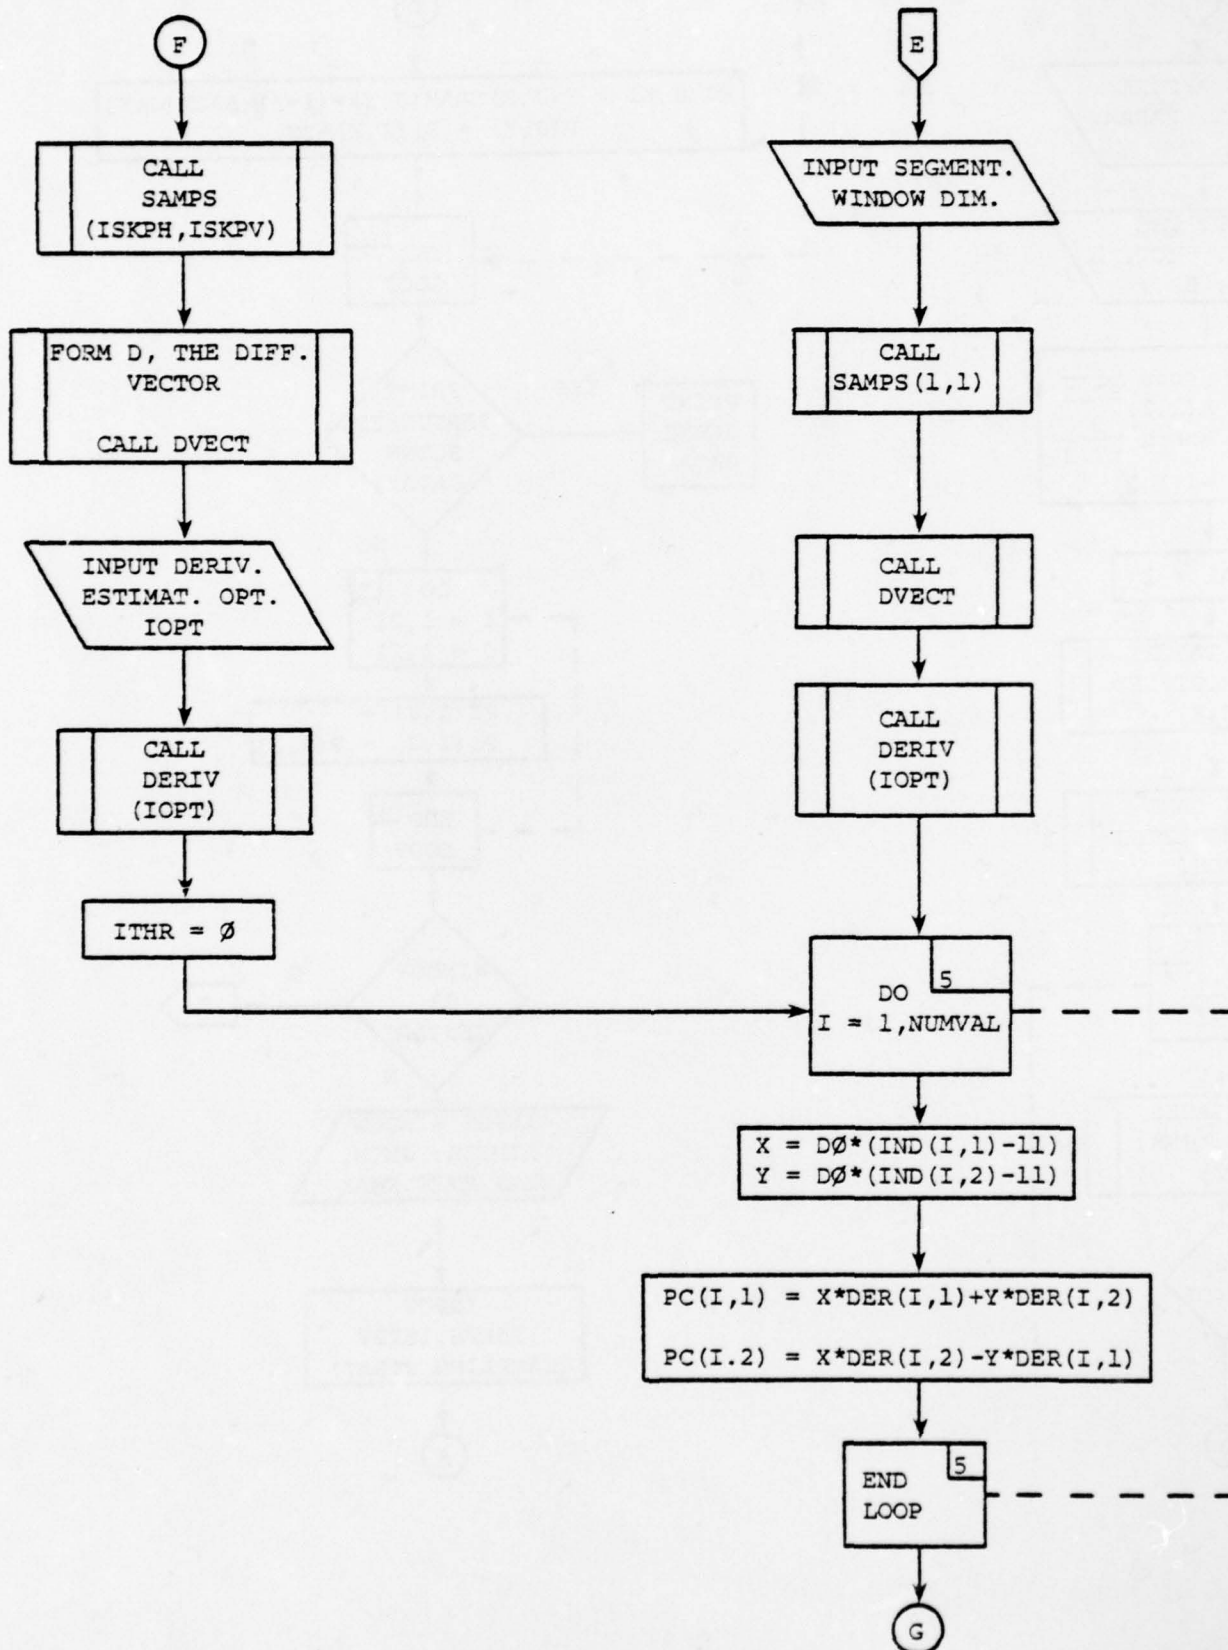 F
CALL
SAMPS
(ISKPH,ISKPV)
FORM D, THE DIFF.
VECTOR
CALL DVECT
INPUT DERIV.
ESTIMAT. OPT.
IOPT
CALL
DERIV
(IOPT)
ITHR = Ø
E
INPUT SEGMENT.
WINDOW DIM.
CALL
SAMPS(1,1)
CALL
DVECT
CALL
DERIV
(IOPT)
5
DO
I = 1,NUMVAL
X = DØ*(IND(I,1)-11)
Y = DØ*(IND(I,2)-11)
PC(I,1) = X*DER(I,1)+Y*DER(I,2)
PC(I.2) = X*DER(I,2)-Y*DER(I,1)
5
END
LOOP
G